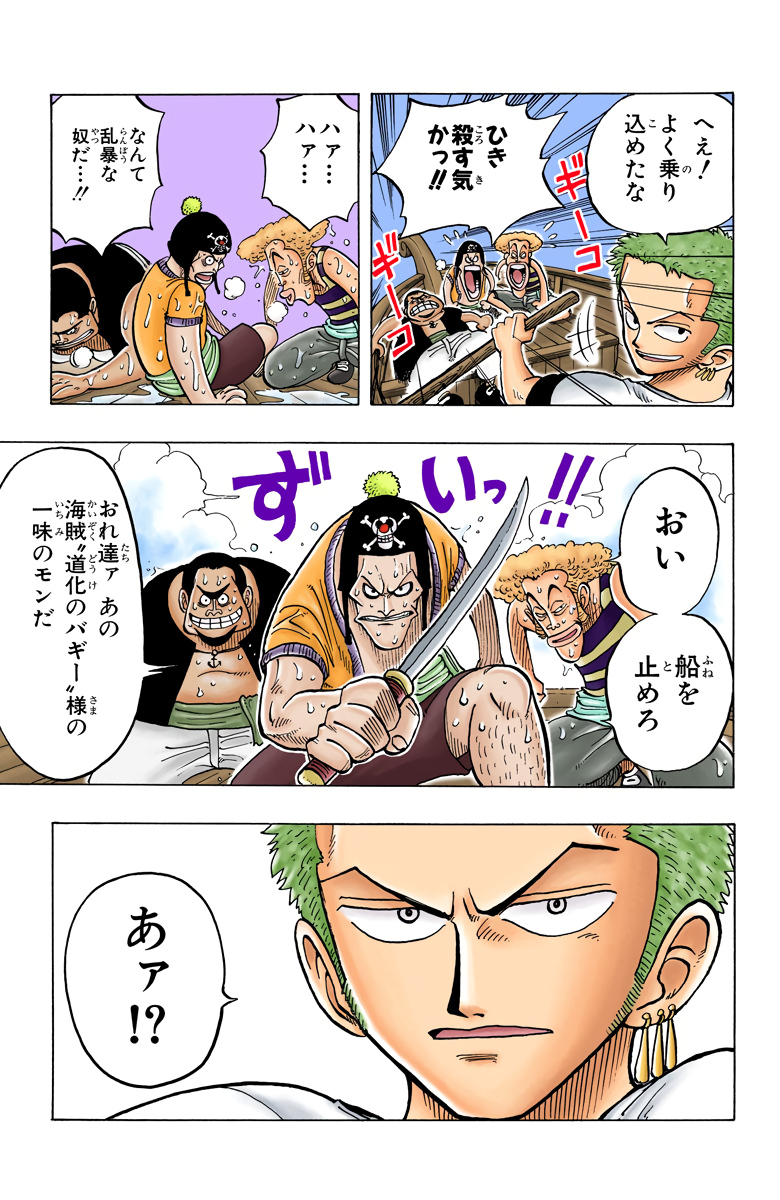 へえ!
よく乗り
込めたな
ひき
殺す気
かっ!!
ギーコ
ギーコ
ハァ…
ハァ…
なんて
乱暴な
奴だ…!!
おい
船を
止めろ
ずいっ!!
おれ達ァ あの
海賊〝道化のバギー〟様の
一味のモンだ
あァ
!?